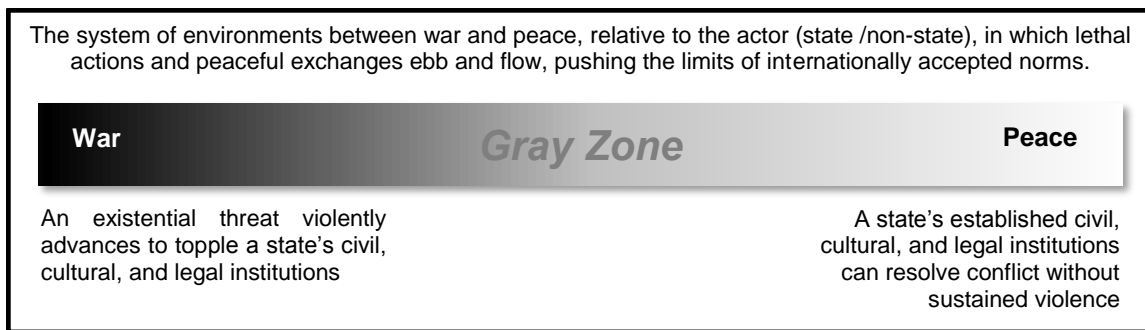 The system of environments between war and peace, relative to the actor (state /non-state), in which lethal
actions and peaceful exchanges ebb and flow, pushing the limits of internationally accepted norms.
War
Gray Zone
Peace
An existential threat violently
advances to topple a state’s civil,
cultural, and legal institutions
A state’s established civil,
cultural, and legal institutions
can resolve conflict without
sustained violence